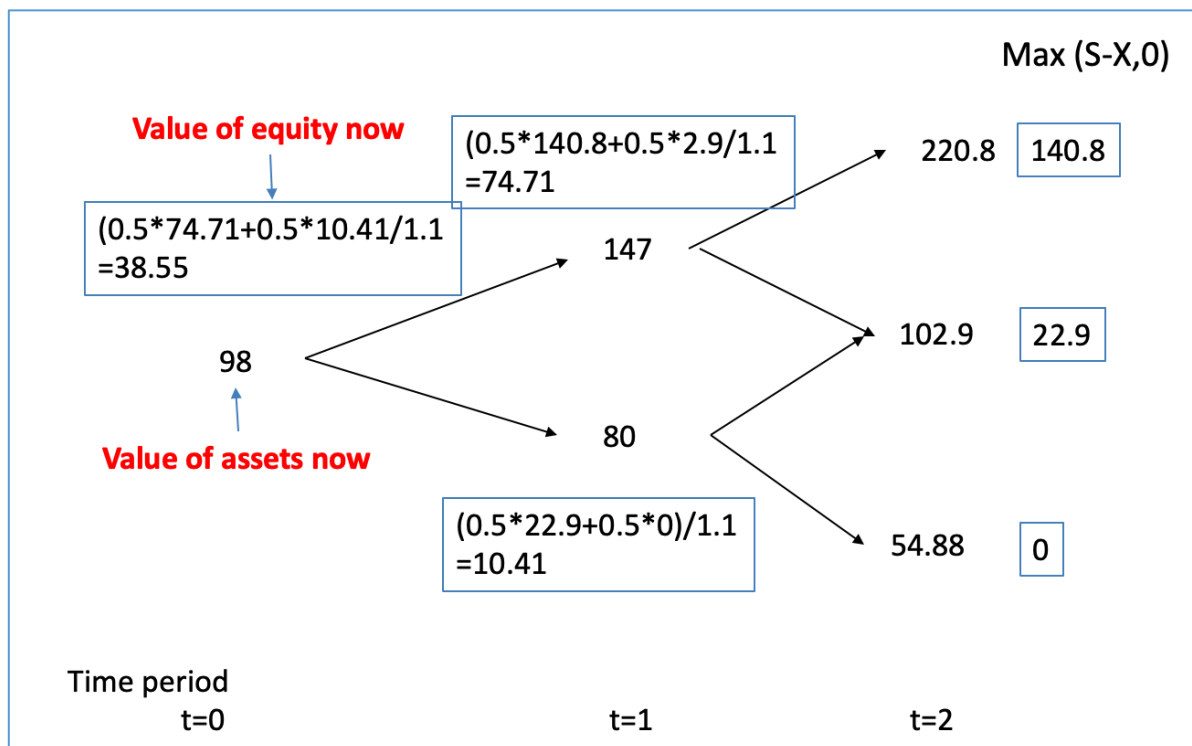 Max (S-X,0)
Value of equity now
(0.5*140.8+0.5*2.9/1.1
=74.71
220.8
140.8
(0.5*74.71+0.5*10.41/1.1
=38.55
147
102.9
22.9
98
80
Value of assets now
(0.5*22.9+0.5*0)/1.1
=10.41
54.88
0
Time period
t=0
t=1
t=2